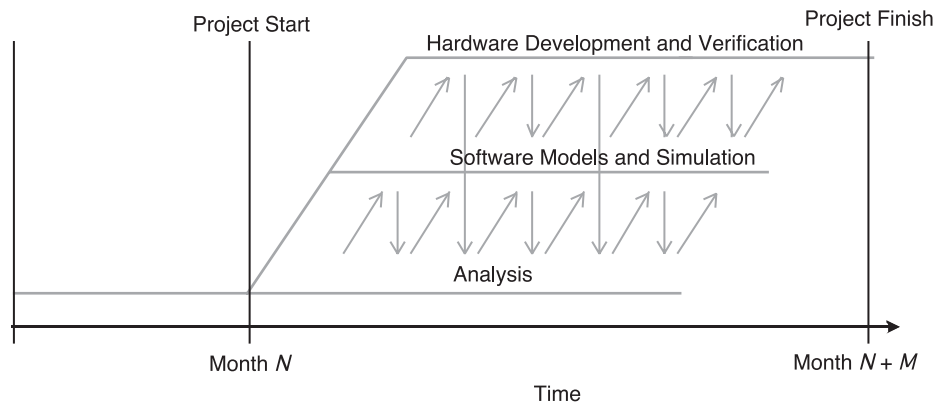 Project Start
Project Finish
Hardware Development and Verification
Software Models and Simulation
Analysis
Month N
Month N + M
Time